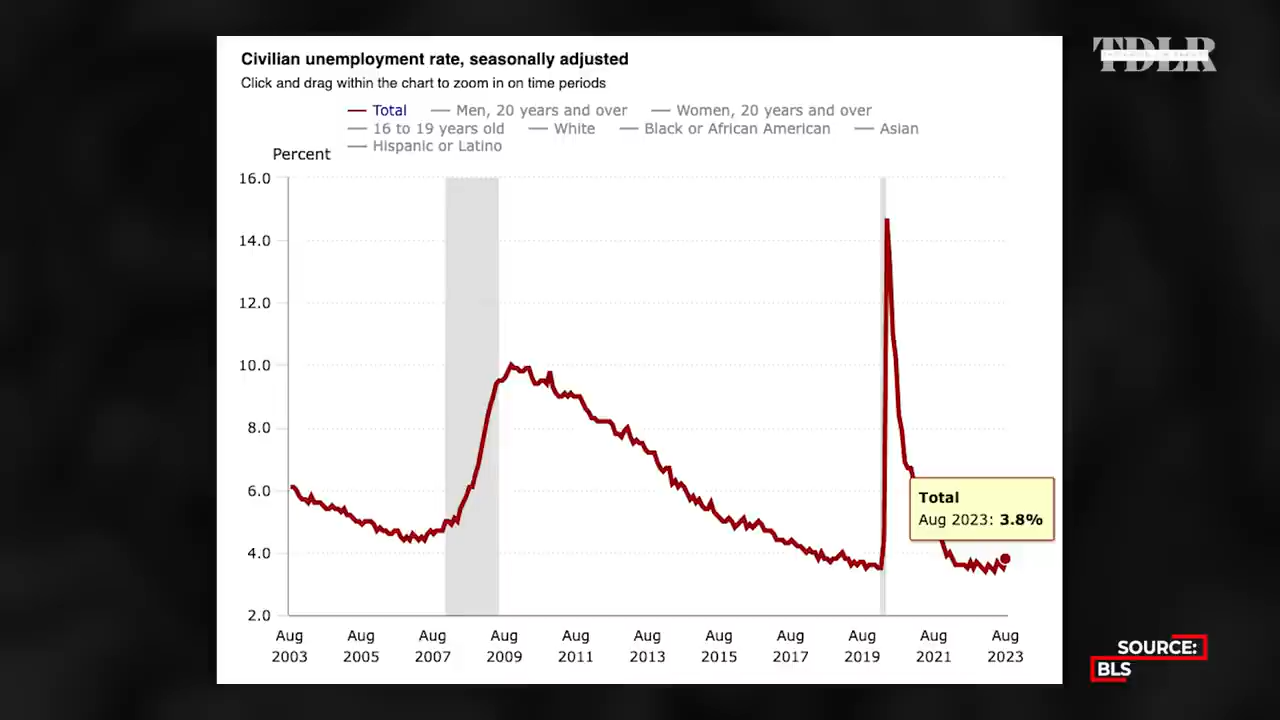 TDLR
Civilian unemployment rate, seasonally adjusted
Click and drag within the chart to zoom in on time periods
Total Men, 20 years and over Women, 20 years and over
16 to 19 years old White Black or African American Asian
Hispanic or Latino
Percent
16.0
14.0
12.0
10.0
8.0
6.0
4.0
2.0
Total
Aug 2023: 3.8%
Aug Aug Aug Aug Aug Aug Aug Aug Aug Aug Aug
2003 2005 2007 2009 2011 2013 2015 2017 2019 2021 2023
SOURCE:
BLS